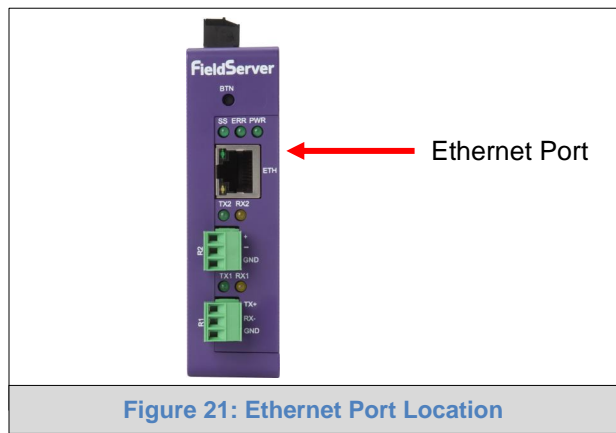 FieldServer
BTN
SS ERR PWR
Ethernet Port
ETH
TX2 RX2
+
−
GND
R2
TX1 RX1
TX+
RX-
GND
R1
Figure 21: Ethernet Port Location